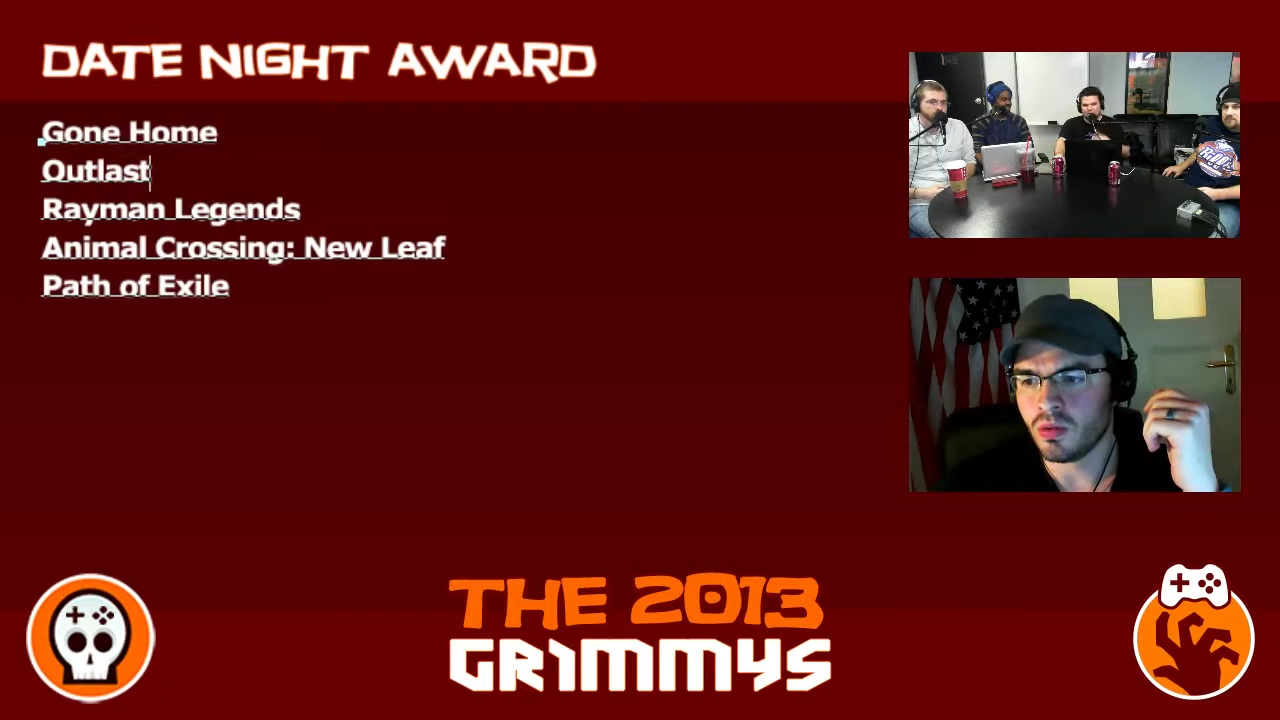 DATE NIGHT AWARD
Gone Home
Outlast
Rayman Legends
Animal Crossing: New Leaf
Path of Exile
THE 2013
GRIMMYS